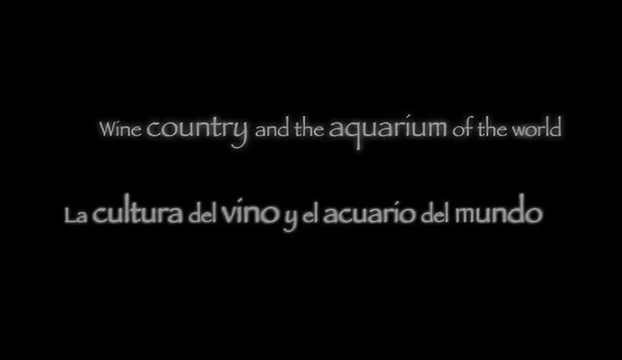 Wine country and the aquarium of the world
La cultura del vino y el acuario del mundo